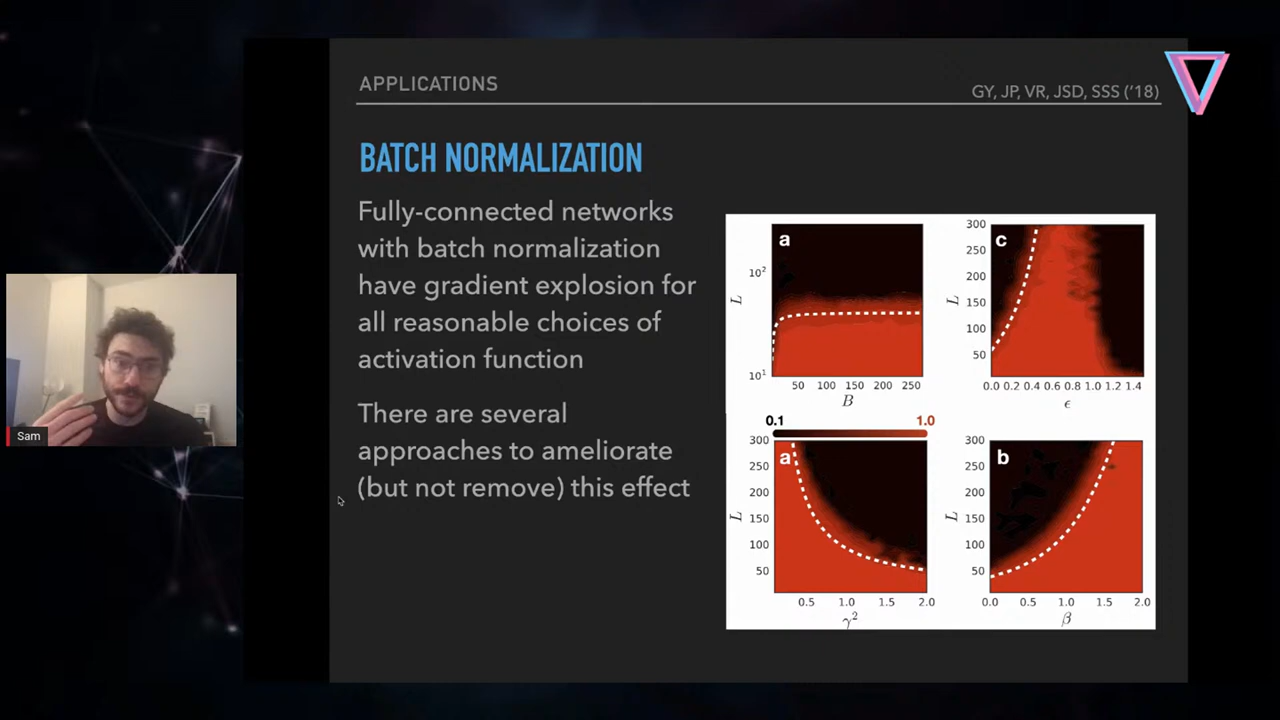 APPLICATIONS
GY, JP, VR, JSD, SSS ('18)
BATCH NORMALIZATION
Fully-connected networks
with batch normalization
have gradient explosion for
all reasonable choices of
activation function
There are several
approaches to ameliorate
(but not remove) this effect
Sam
a
10²
L
10¹
50 100 150 200 250
B
c
300
250
200
L
150
100
50
0.0 0.2 0.4 0.6 0.8 1.0 1.2 1.4
ϵ
0.1 1.0
a
300
250
200
L
150
100
50
0.5 1.0 1.5 2.0
γ²
b
300
250
200
L
150
100
50
0.0 0.5 1.0 1.5 2.0
β